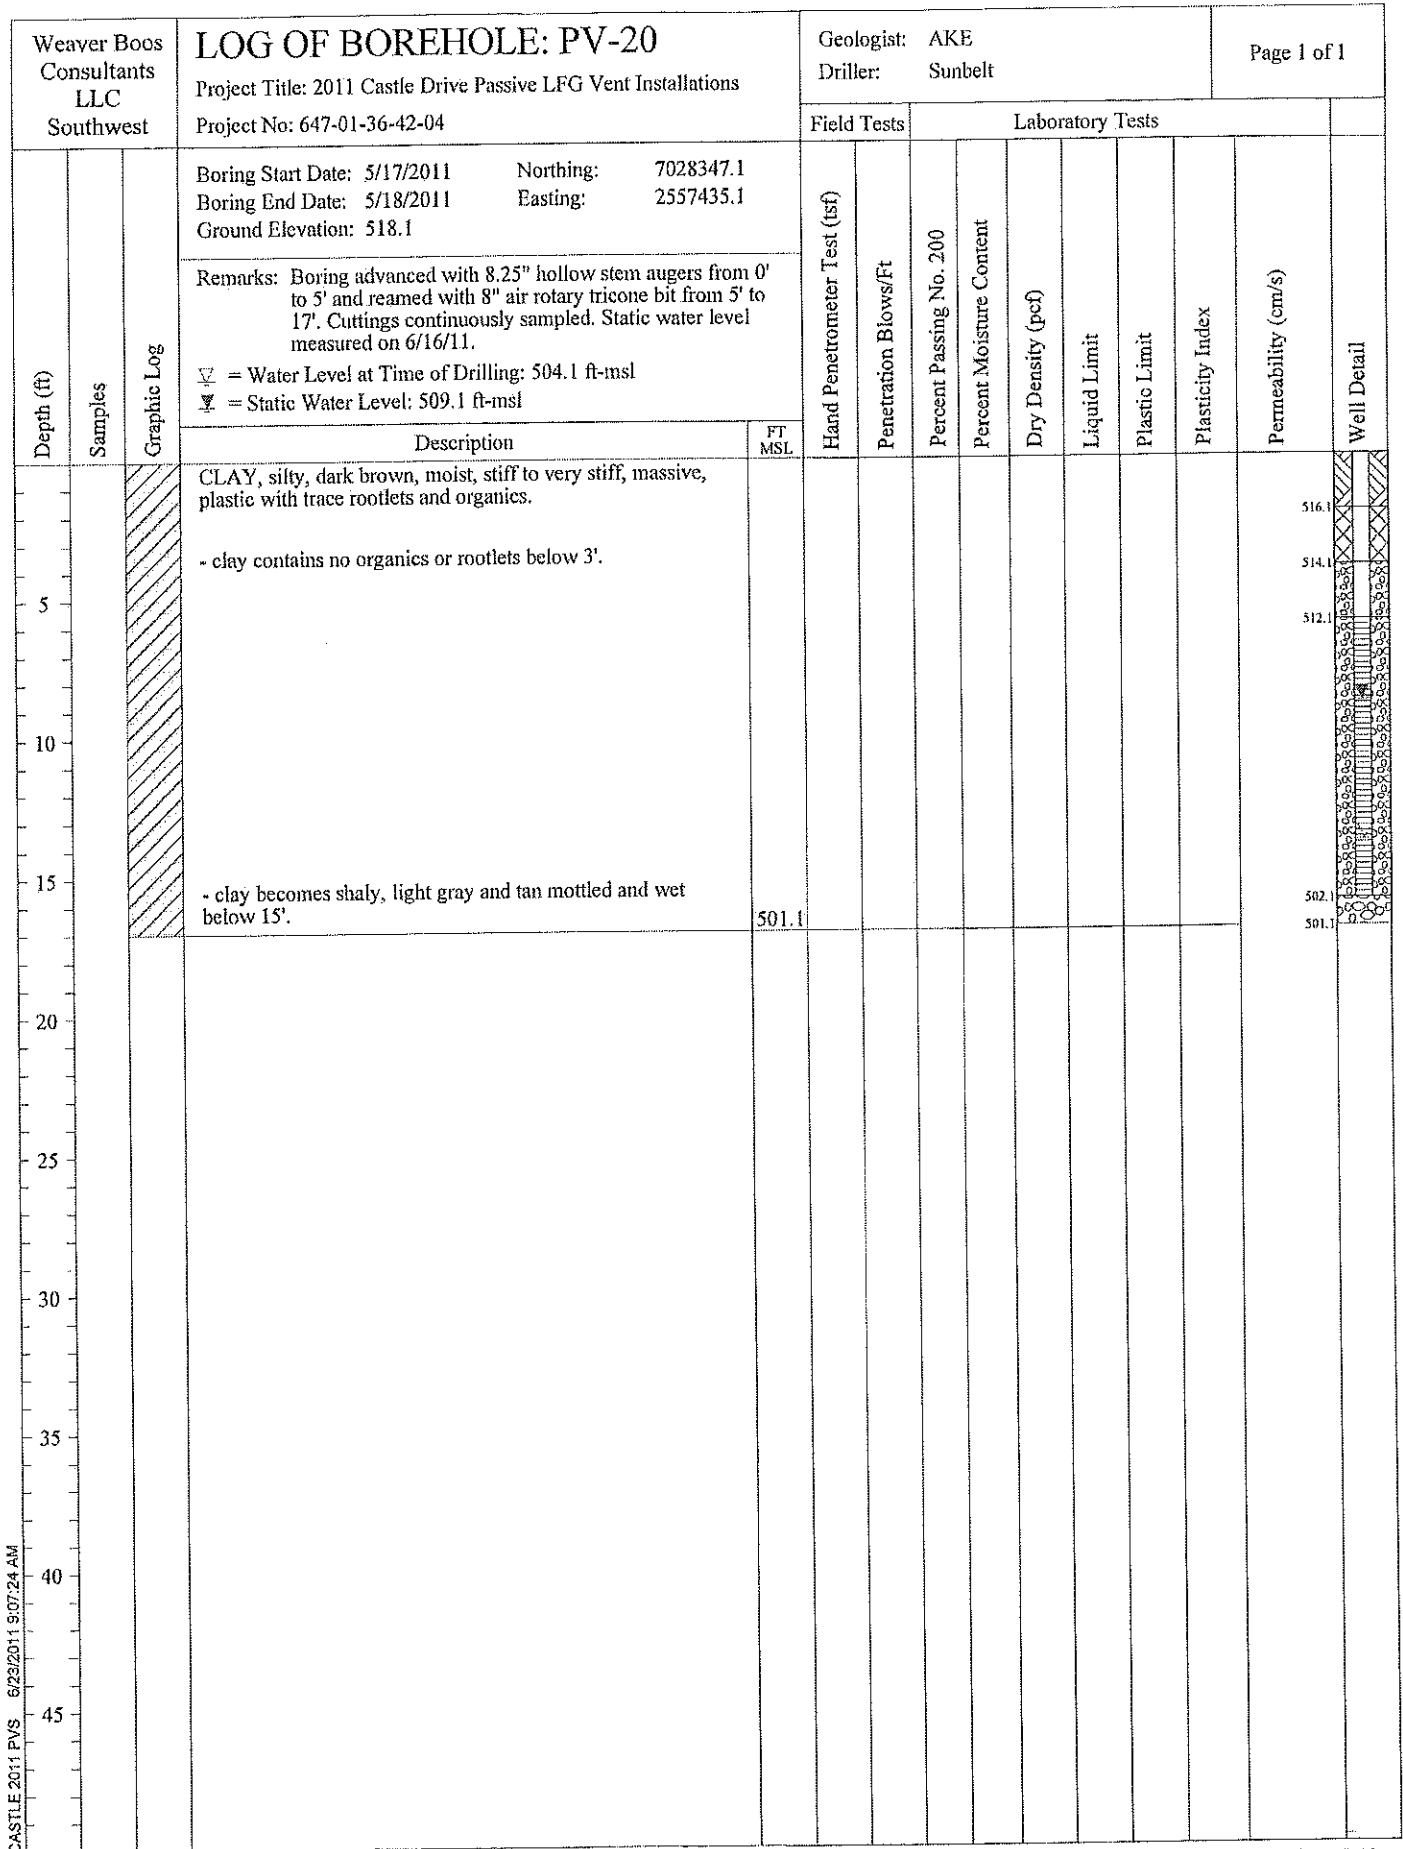 Weaver Boos
Consultants
LLC
Southwest
LOG OF BOREHOLE: PV-20
Project Title: 2011 Castle Drive Passive LFG Vent Installations
Project No: 647-01-36-42-04
Geologist: AKE
Driller: Sunbelt
Page 1 of 1
Field Tests
Laboratory Tests
Boring Start Date: 5/17/2011 Northing: 7028347.1
Boring End Date: 5/18/2011 Easting: 2557435.1
Ground Elevation: 518.1
Remarks: Boring advanced with 8.25" hollow stem augers from 0'
to 5' and reamed with 8" air rotary tricone bit from 5' to
17'. Cuttings continuously sampled. Static water level
measured on 6/16/11.
= Water Level at Time of Drilling: 504.1 ft-msl
= Static Water Level: 509.1 ft-msl
Depth (ft)
Samples
Graphic Log
Description
FT
MSL
Hand Penetrometer Test (tsf)
Penetration Blows/Ft
Percent Passing No. 200
Percent Moisture Content
Dry Density (pcf)
Liquid Limit
Plastic Limit
Plasticity Index
Permeability (cm/s)
Well Detail
CLAY, silty, dark brown, moist, stiff to very stiff, massive,
plastic with trace rootlets and organics.
516.1
- clay contains no organics or rootlets below 3'.
514.1
5
512.1
10
15
- clay becomes shaly, light gray and tan mottled and wet
below 15'.
501.1
502.1
501.1
20
25
30
35
40
45
CASTLE 2011 PVS 6/23/2011 9:07:24 AM